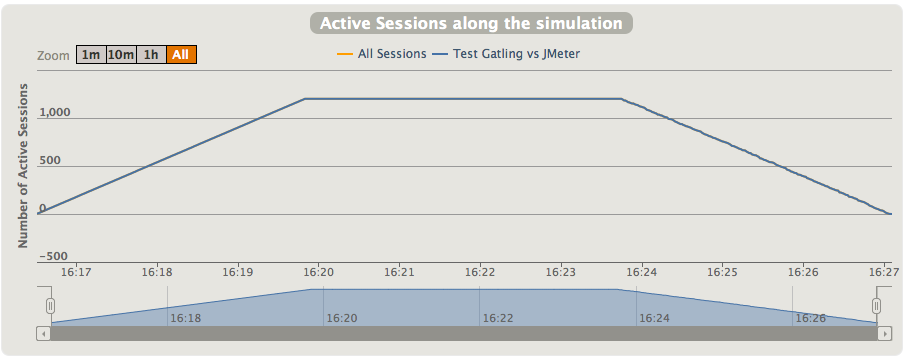 Active Sessions along the simulation
Zoom 1m 10m 1h All
All Sessions Test Gatling vs JMeter
Number of Active Sessions
1,000
500
0
−500
16:17 16:18 16:19 16:20 16:21 16:22 16:23 16:24 16:25 16:26 16:27
16:18 16:20 16:22 16:24 16:26